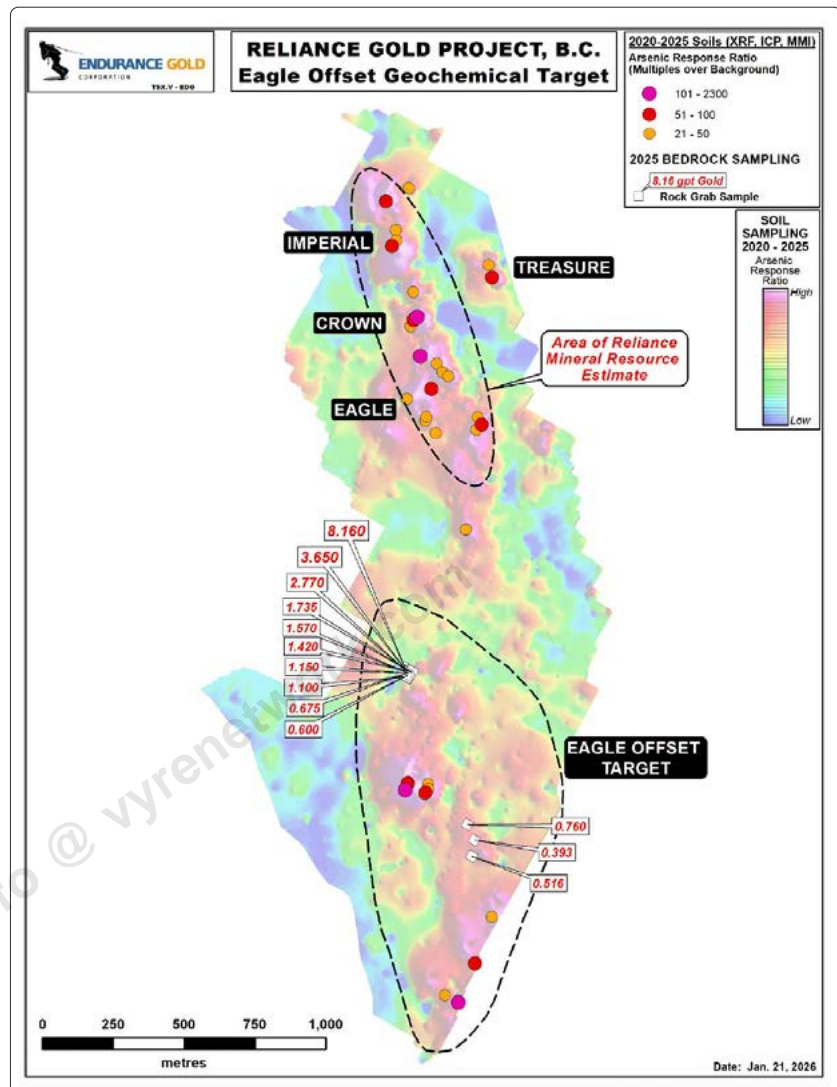 ENDURANCE GOLD
CORPORATION
TSX.V - EDG
RELIANCE GOLD PROJECT, B.C.
Eagle Offset Geochemical Target
2020-2025 Soils (XRF, ICP, MMI)
Arsenic Response Ratio
(Multiples over Background)
101 - 2300
51 - 100
21 - 50
2025 BEDROCK SAMPLING
8.16 gpt Gold
Rock Grab Sample
SOIL
SAMPLING
2020 - 2025
Arsenic
Response
Ratio
High
Low
IMPERIAL
TREASURE
CROWN
Area of Reliance
Mineral Resource
Estimate
EAGLE
8.160
3.650
2.770
1.735
1.570
1.420
1.150
1.100
0.675
0.600
EAGLE OFFSET
TARGET
0.760
0.393
0.516
0 250 500 750 1,000
metres
Date: Jan. 21, 2026
@ vyrenetwork.com